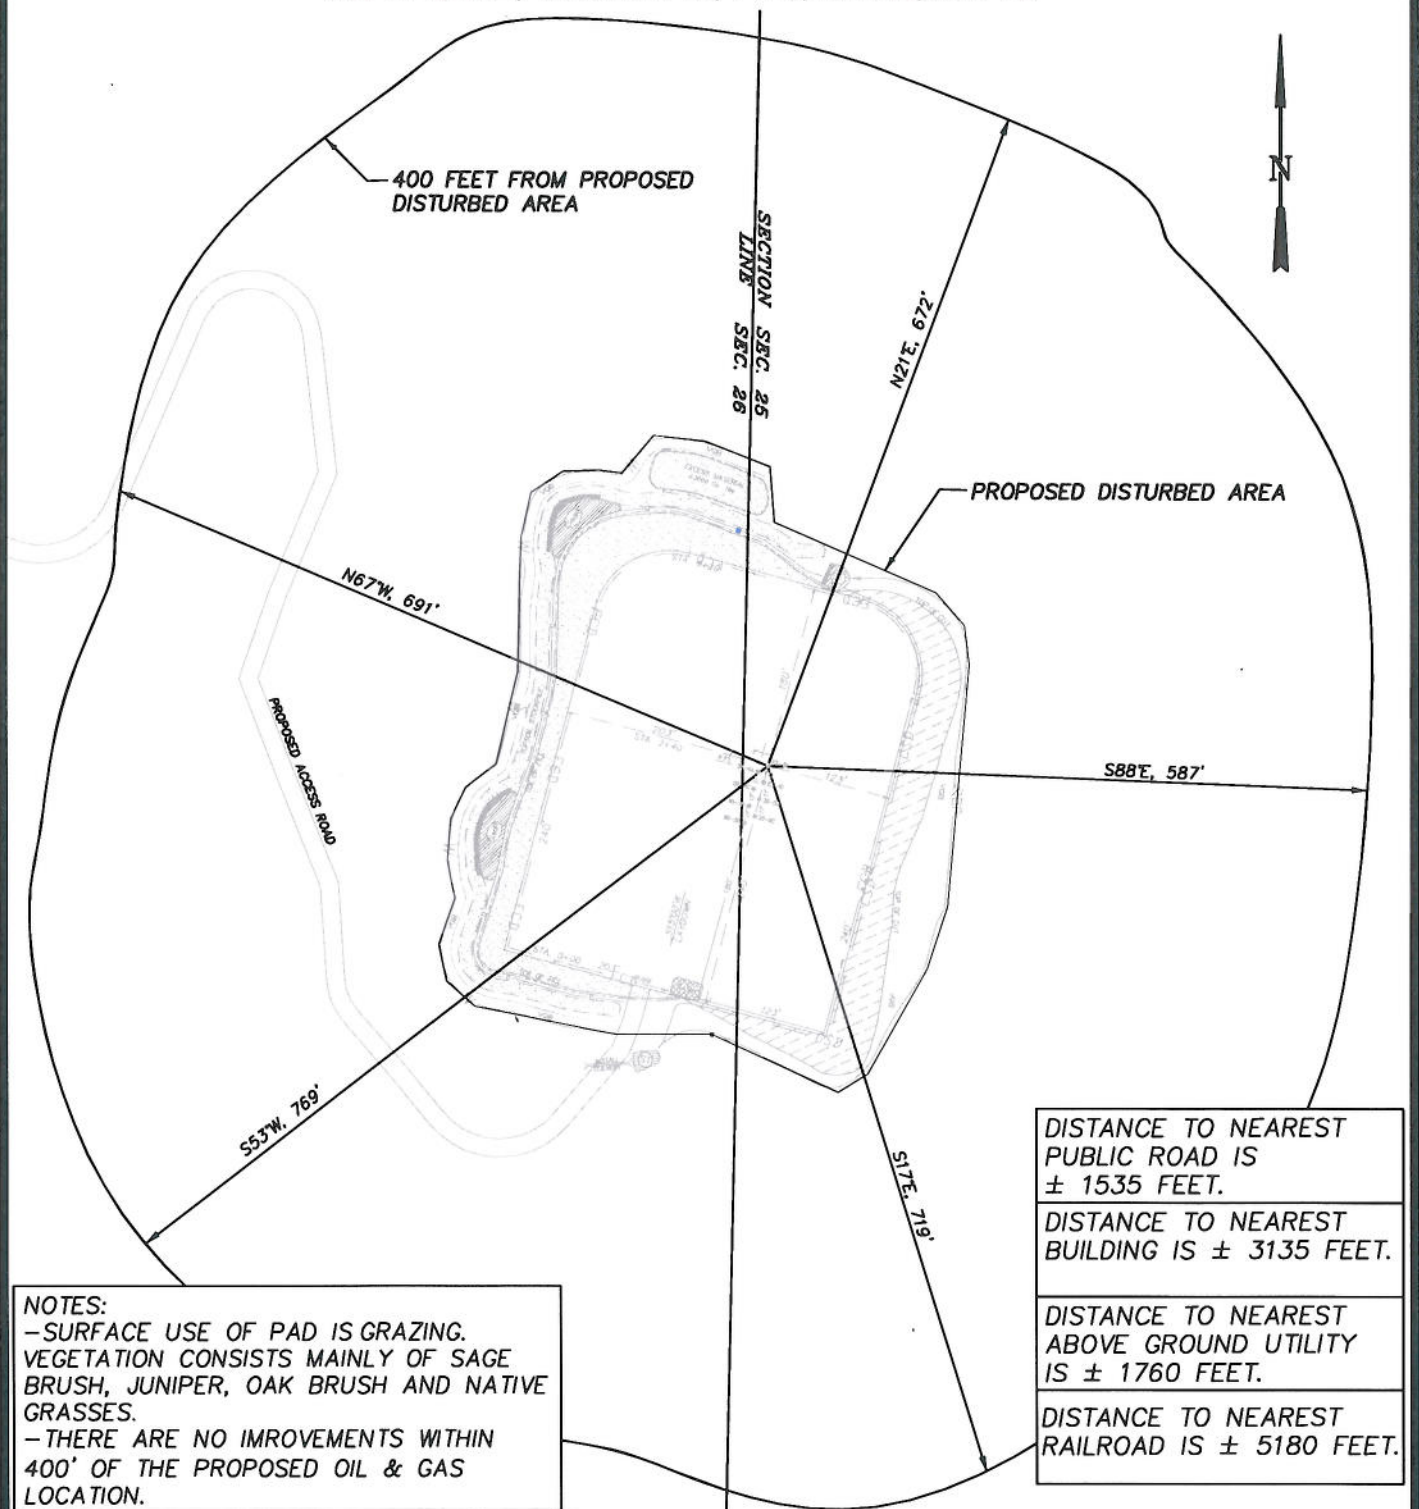 400 FEET FROM PROPOSED
DISTURBED AREA
N
SECTION SEC. 25
LINE SEC. 26
N21°E, 672'
PROPOSED DISTURBED AREA
N67°W, 691'
PROPOSED ACCESS ROAD
S88°E, 587'
123'
240'
S53°W, 769'
S17°E, 719'
DISTANCE TO NEAREST
PUBLIC ROAD IS
± 1535 FEET.
DISTANCE TO NEAREST
BUILDING IS ± 3135 FEET.
DISTANCE TO NEAREST
ABOVE GROUND UTILITY
IS ± 1760 FEET.
DISTANCE TO NEAREST
RAILROAD IS ± 5180 FEET.
NOTES:
-SURFACE USE OF PAD IS GRAZING.
VEGETATION CONSISTS MAINLY OF SAGE
BRUSH, JUNIPER, OAK BRUSH AND NATIVE
GRASSES.
-THERE ARE NO IMROVEMENTS WITHIN
400' OF THE PROPOSED OIL & GAS
LOCATION.